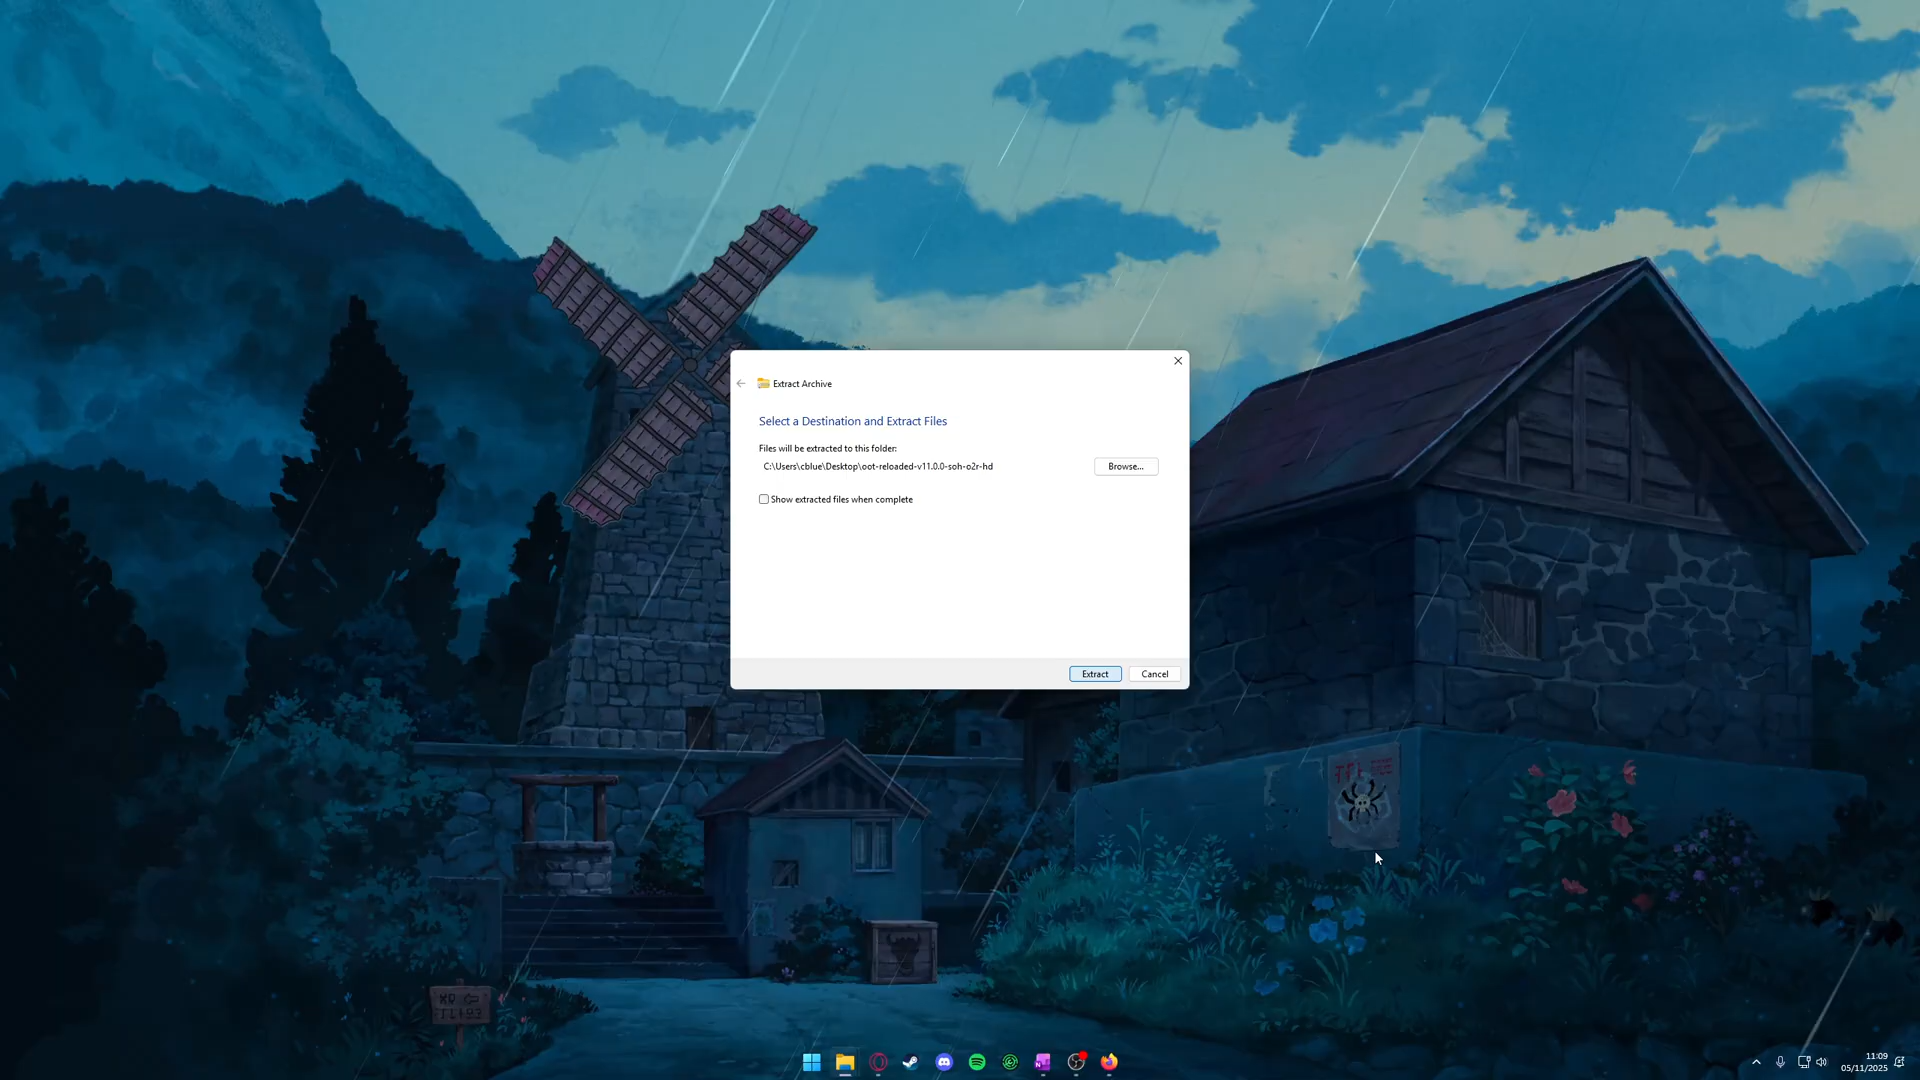 Extract Archive
Select a Destination and Extract Files
Files will be extracted to this folder:
C:\Users\cblue\Desktop\oot-reloaded-v11.0.0-soh-o2r-hd
Browse...
Show extracted files when complete
Extract
Cancel
11:09
05/11/2025